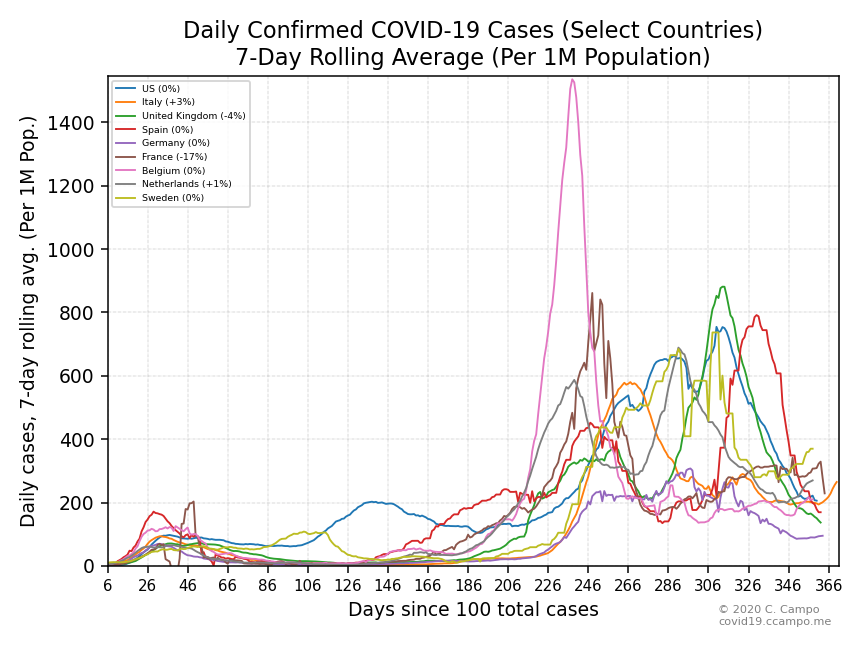 Daily Confirmed COVID-19 Cases (Select Countries)
7-Day Rolling Average (Per 1M Population)
Daily cases, 7-day rolling avg. (Per 1M Pop.)
1400
1200
1000
800
600
400
200
0
US (0%)
Italy (+3%)
United Kingdom (-4%)
Spain (0%)
Germany (0%)
France (-17%)
Belgium (0%)
Netherlands (+1%)
Sweden (0%)
6 26 46 66 86 106 126 146 166 186 206 226 246 266 286 306 326 346 366
Days since 100 total cases
© 2020 C. Campo
covid19.ccampo.me